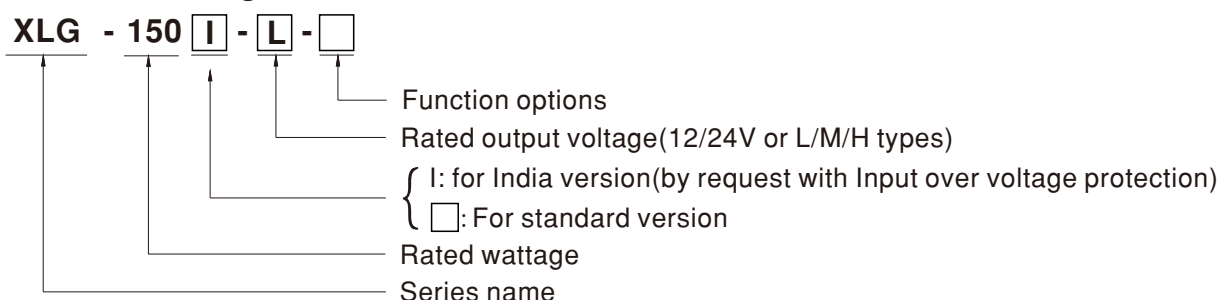 XLG - 150 I - L - □
Function options
Rated output voltage(12/24V or L/M/H types)
I: for India version(by request with Input over voltage protection)
□: For standard version
Rated wattage
Series name